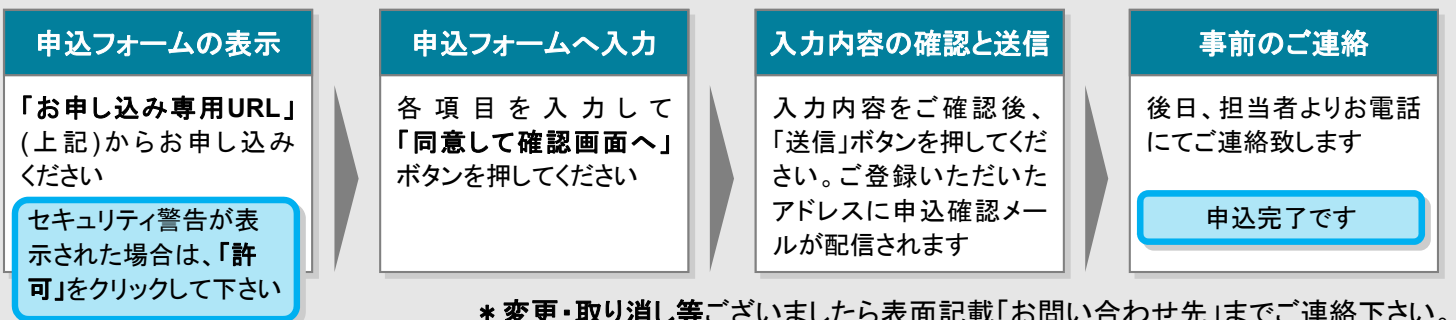 申込フォームの表示
「お申し込み専用URL」
(上記)からお申し込み
ください
セキュリティ警告が表
示された場合は、「許
可」をクリックして下さい
申込フォームへ入力
各項目を入力して
「同意して確認画面へ」
ボタンを押してください
入力内容の確認と送信
入力内容をご確認後、
「送信」ボタンを押してくだ
さい。ご登録いただいた
アドレスに申込確認メー
ルが配信されます
事前のご連絡
後日、担当者よりお電話
にてご連絡致します
申込完了です
＊変更・取り消し等ございましたら表面記載「お問い合わせ先」までご連絡下さい。